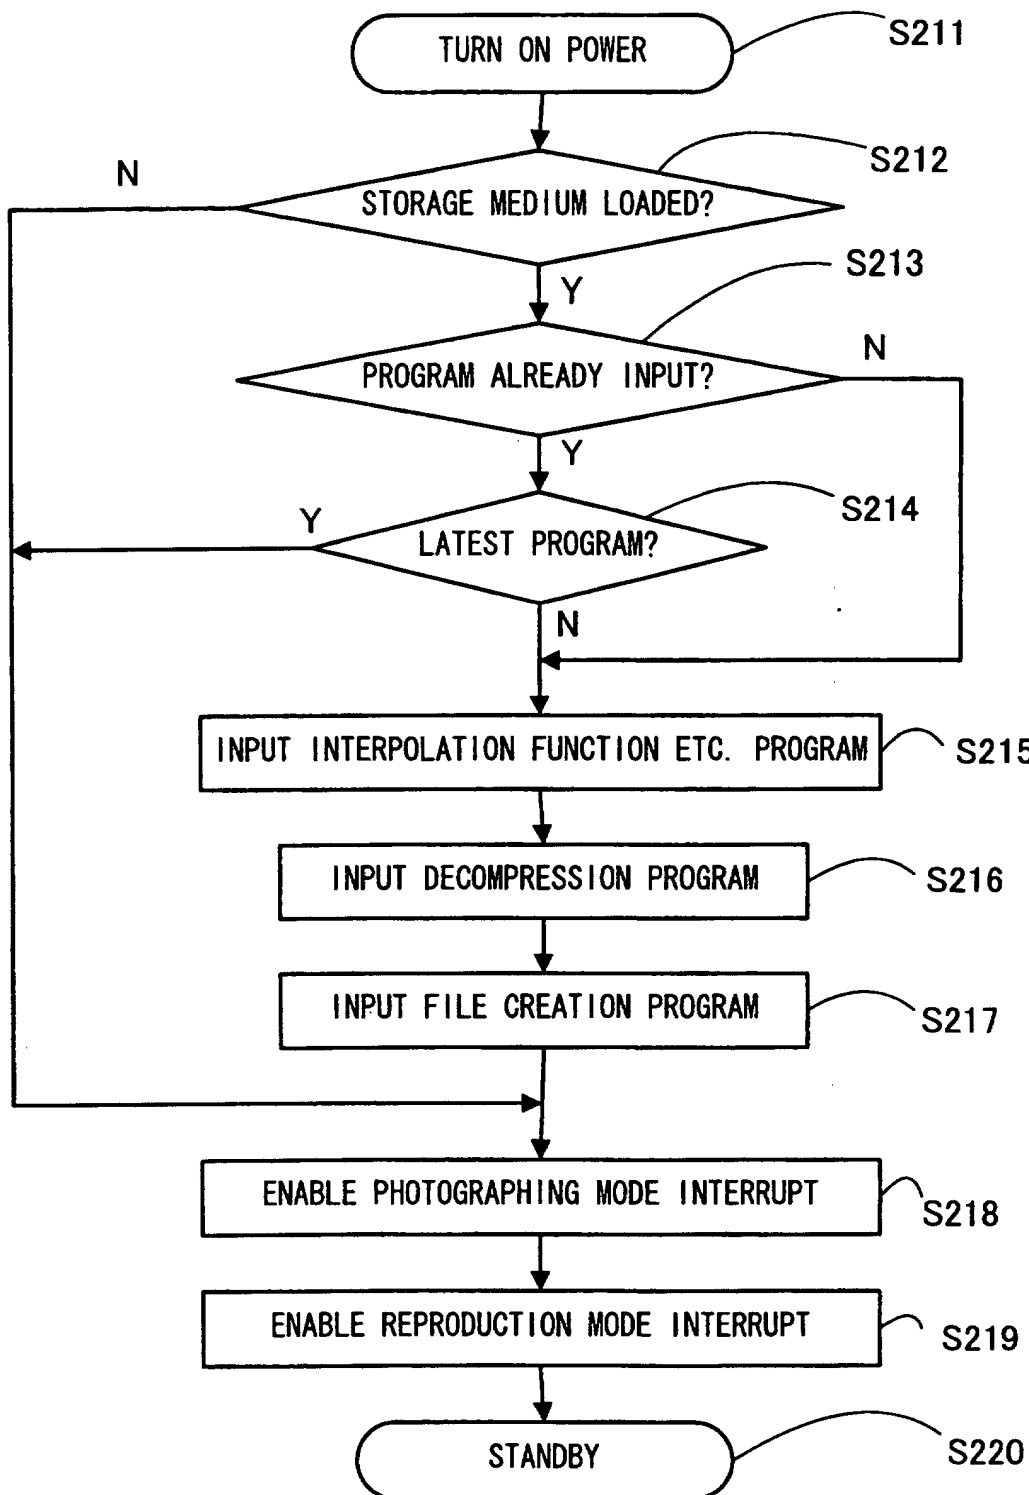 TURN ON POWER
S211
N
STORAGE MEDIUM LOADED?
S212
Y
S213
PROGRAM ALREADY INPUT?
N
Y
Y
LATEST PROGRAM?
S214
N
INPUT INTERPOLATION FUNCTION ETC. PROGRAM
S215
INPUT DECOMPRESSION PROGRAM
S216
INPUT FILE CREATION PROGRAM
S217
ENABLE PHOTOGRAPHING MODE INTERRUPT
S218
ENABLE REPRODUCTION MODE INTERRUPT
S219
STANDBY
S220